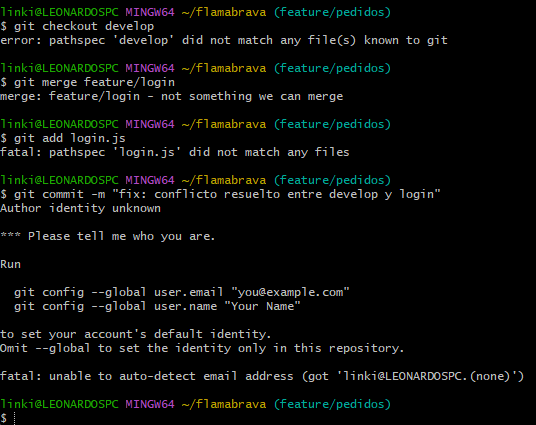 linki@LEONARDOSPC MINGW64 ~/flamabrava (feature/pedidos)
$ git checkout develop
error: pathspec 'develop' did not match any file(s) known to git
linki@LEONARDOSPC MINGW64 ~/flamabrava (feature/pedidos)
$ git merge feature/login
merge: feature/login - not something we can merge
linki@LEONARDOSPC MINGW64 ~/flamabrava (feature/pedidos)
$ git add login.js
fatal: pathspec 'login.js' did not match any files
linki@LEONARDOSPC MINGW64 ~/flamabrava (feature/pedidos)
$ git commit -m "fix: conflicto resuelto entre develop y login"
Author identity unknown
*** Please tell me who you are.
Run
git config --global user.email "you@example.com"
git config --global user.name "Your Name"
to set your account's default identity.
Omit --global to set the identity only in this repository.
fatal: unable to auto-detect email address (got 'linki@LEONARDOSPC.(none)')
linki@LEONARDOSPC MINGW64 ~/flamabrava (feature/pedidos)
$